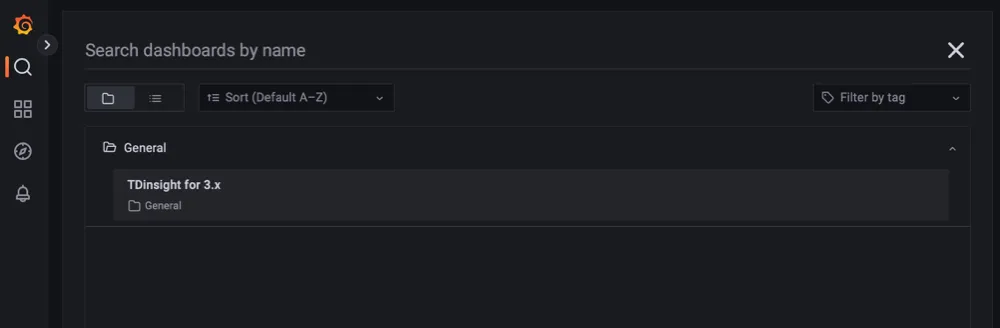 Search dashboards by name
Sort (Default A–Z)
Filter by tag
General
TDinsight for 3.x
General